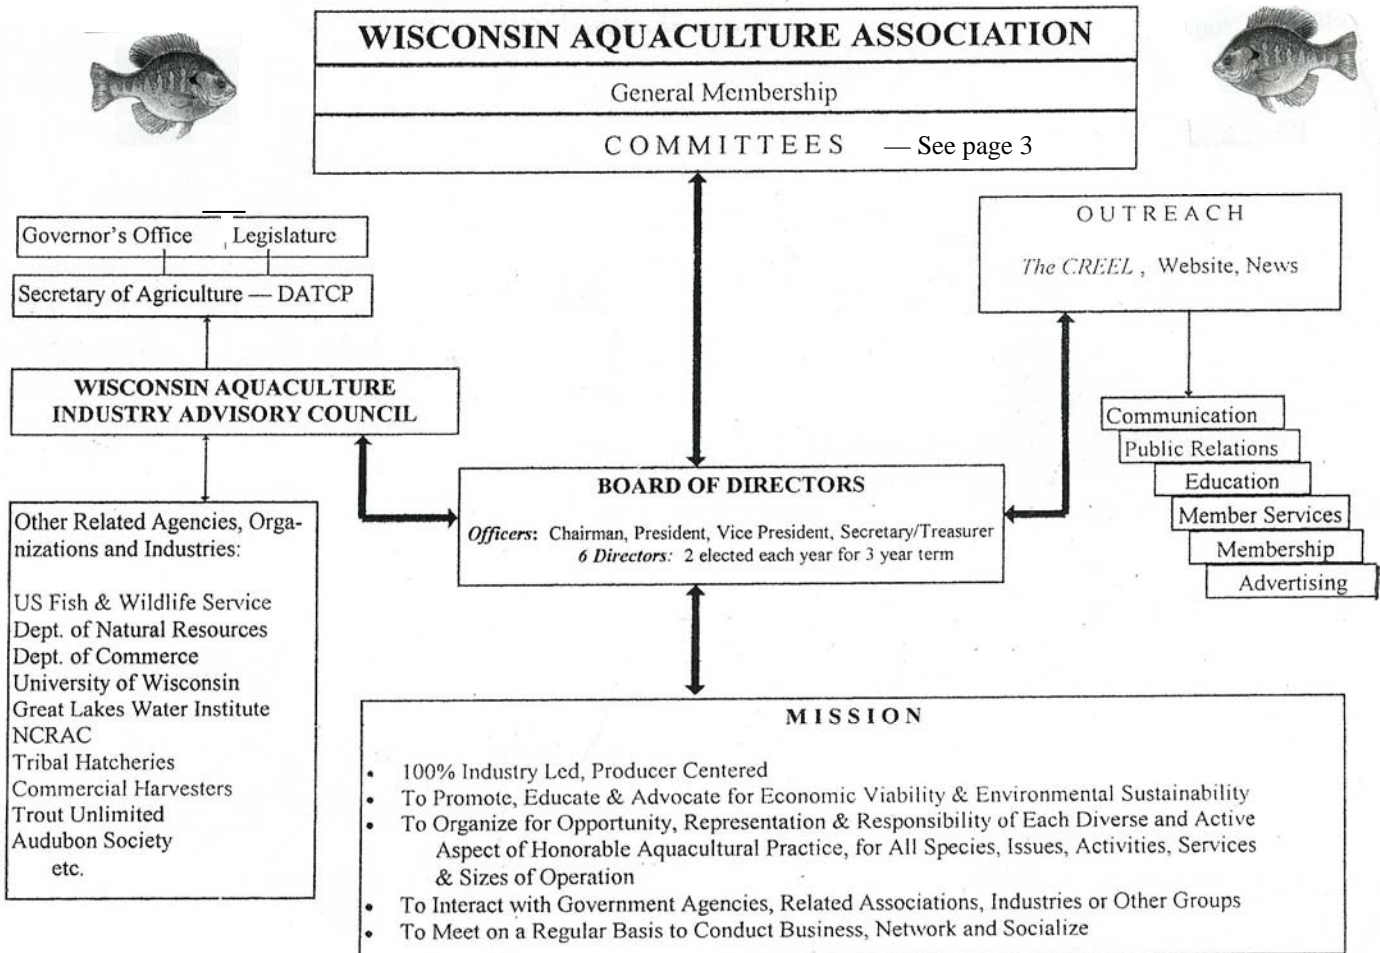 WISCONSIN AQUACULTURE ASSOCIATION
General Membership
COMMITTEES — See page 3
Governor's Office Legislature
Secretary of Agriculture — DATCP
WISCONSIN AQUACULTURE
INDUSTRY ADVISORY COUNCIL
Other Related Agencies, Orga-
nizations and Industries:
US Fish & Wildlife Service
Dept. of Natural Resources
Dept. of Commerce
University of Wisconsin
Great Lakes Water Institute
NCRAC
Tribal Hatcheries
Commercial Harvesters
Trout Unlimited
Audubon Society
etc.
OUTREACH
The CREEL , Website, News
Communication
Public Relations
Education
Member Services
Membership
Advertising
BOARD OF DIRECTORS
Officers: Chairman, President, Vice President, Secretary/Treasurer
6 Directors: 2 elected each year for 3 year term
MISSION
• 100% Industry Led, Producer Centered
• To Promote, Educate & Advocate for Economic Viability & Environmental Sustainability
• To Organize for Opportunity, Representation & Responsibility of Each Diverse and Active
Aspect of Honorable Aquacultural Practice, for All Species, Issues, Activities, Services
& Sizes of Operation
• To Interact with Government Agencies, Related Associations, Industries or Other Groups
• To Meet on a Regular Basis to Conduct Business, Network and Socialize